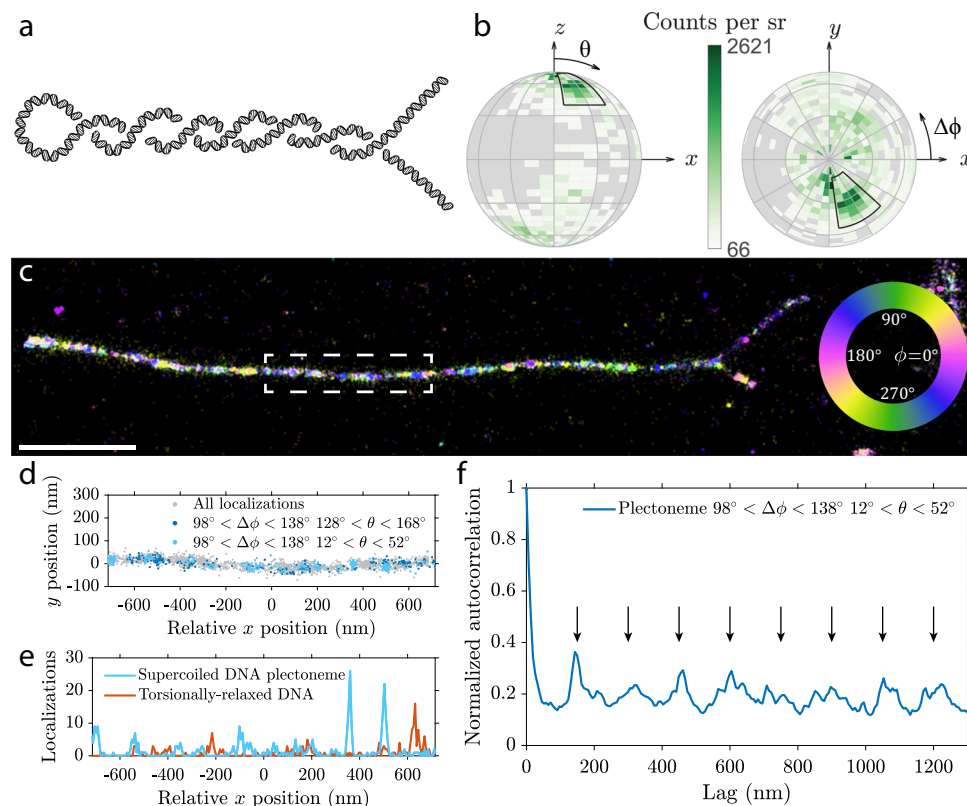 a
b
Counts per sr
2621
66
z
θ
x
y
Δϕ
x
c
90°
180°
ϕ=0°
270°
d
y position (nm)
300
200
100
0
-100
All localizations
98° < Δϕ < 138° 128° < θ < 168°
98° < Δϕ < 138° 12° < θ < 52°
-600 -400 -200 0 200 400 600
Relative x position (nm)
e
Localizations
30
20
10
0
Supercoiled DNA plectoneme
Torsionally-relaxed DNA
-600 -400 -200 0 200 400 600
Relative x position (nm)
f
Normalized autocorrelation
1
0.8
0.6
0.4
0.2
0
Plectoneme 98° < Δϕ < 138° 12° < θ < 52°
0 200 400 600 800 1000 1200
Lag (nm)